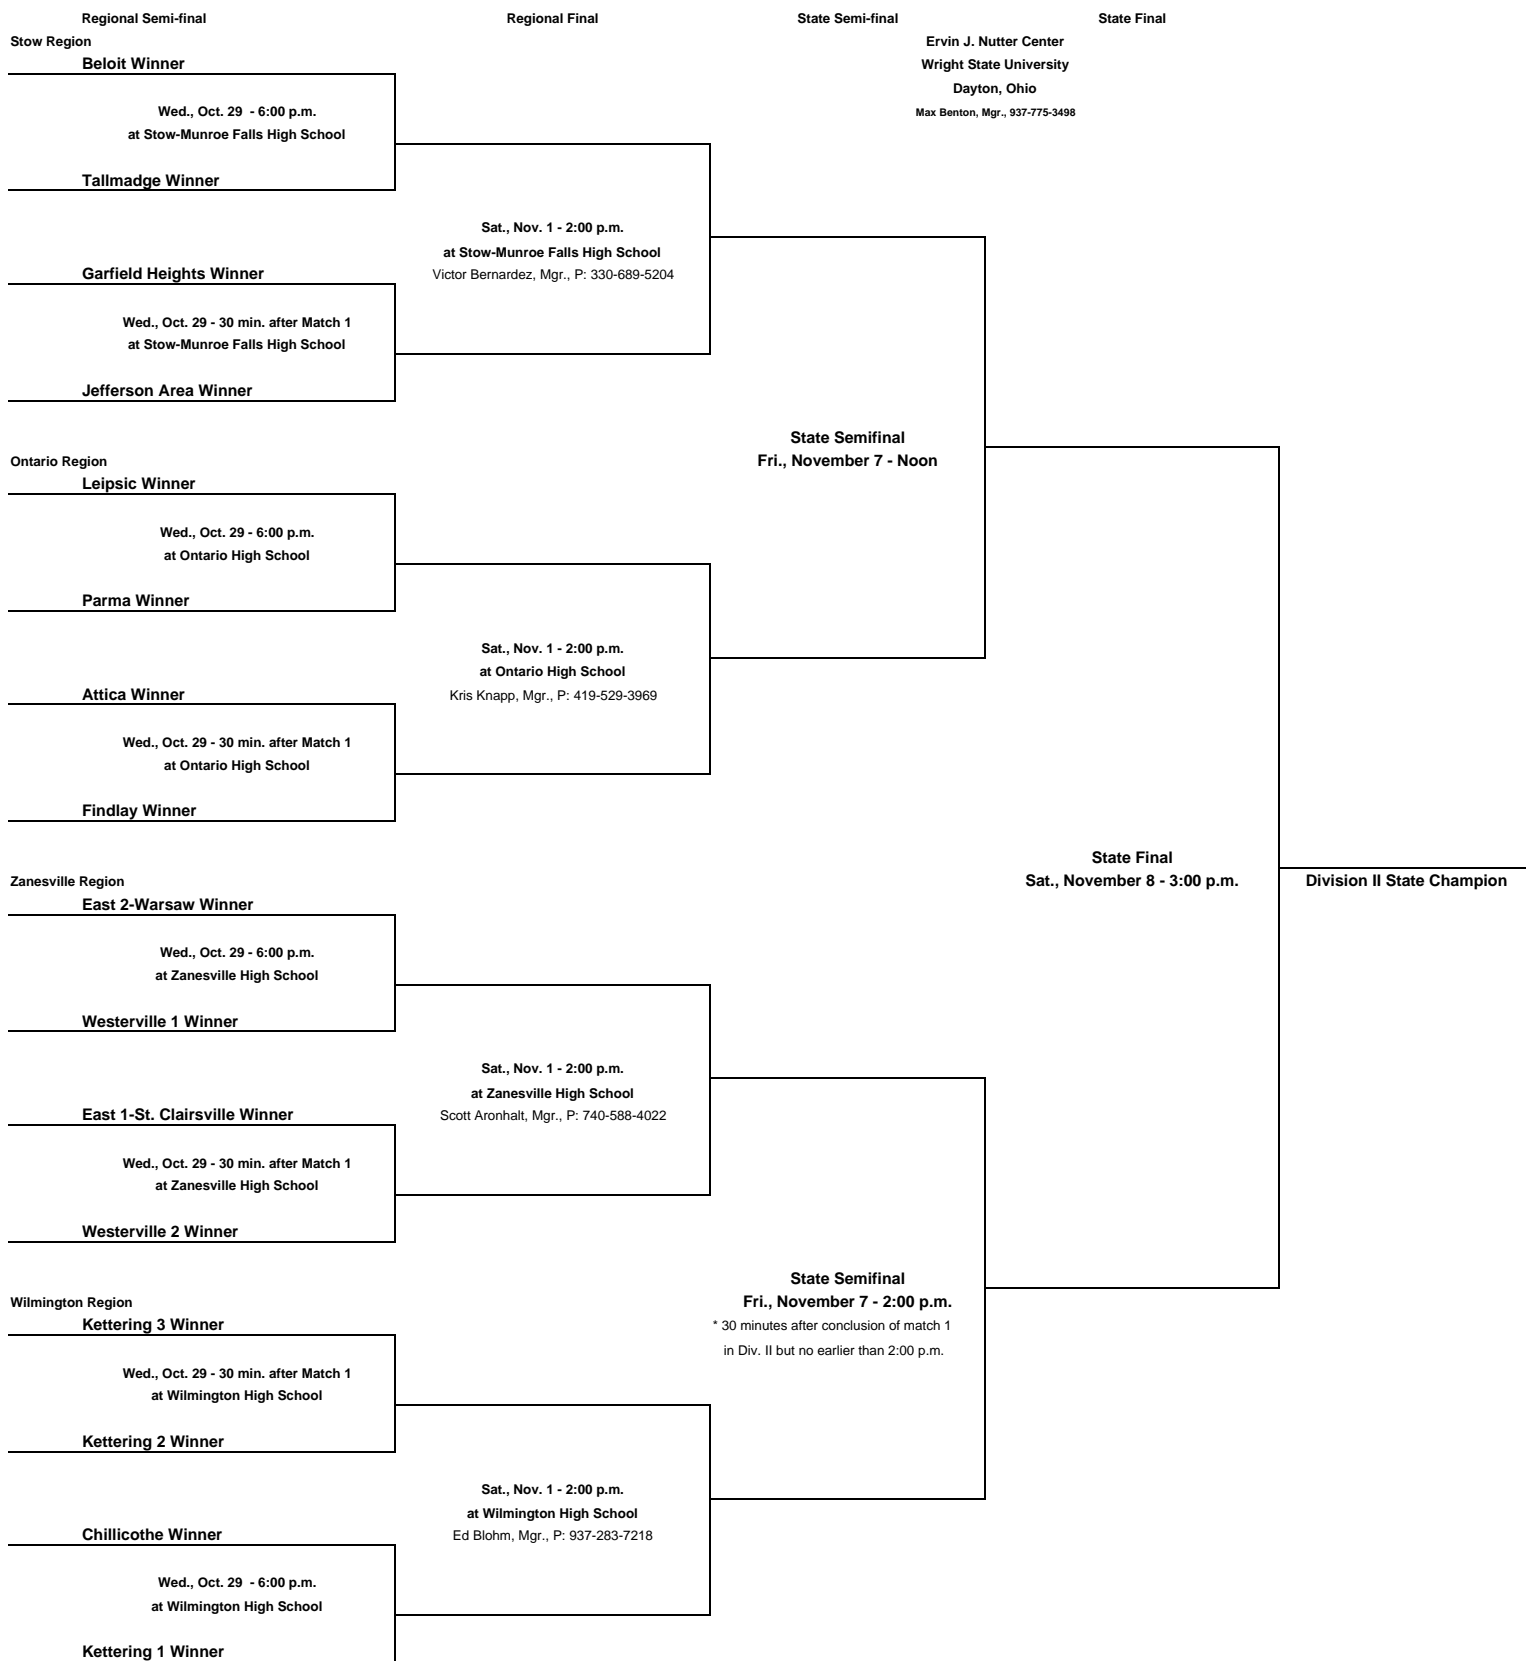 Regional Semi-final Regional Final State Semi-final State Final
Stow Region
Ervin J. Nutter Center
Wright State University
Dayton, Ohio
Max Benton, Mgr., 937-775-3498
Beloit Winner
Wed., Oct. 29 - 6:00 p.m.
at Stow-Munroe Falls High School
Tallmadge Winner
Sat., Nov. 1 - 2:00 p.m.
at Stow-Munroe Falls High School
Victor Bernardez, Mgr., P: 330-689-5204
Garfield Heights Winner
Wed., Oct. 29 - 30 min. after Match 1
at Stow-Munroe Falls High School
Jefferson Area Winner
State Semifinal
Fri., November 7 - Noon
Ontario Region
Leipsic Winner
Wed., Oct. 29 - 6:00 p.m.
at Ontario High School
Parma Winner
Sat., Nov. 1 - 2:00 p.m.
at Ontario High School
Kris Knapp, Mgr., P: 419-529-3969
Attica Winner
Wed., Oct. 29 - 30 min. after Match 1
at Ontario High School
Findlay Winner
State Final
Sat., November 8 - 3:00 p.m.
Division II State Champion
Zanesville Region
East 2-Warsaw Winner
Wed., Oct. 29 - 6:00 p.m.
at Zanesville High School
Westerville 1 Winner
Sat., Nov. 1 - 2:00 p.m.
at Zanesville High School
Scott Aronhalt, Mgr., P: 740-588-4022
East 1-St. Clairsville Winner
Wed., Oct. 29 - 30 min. after Match 1
at Zanesville High School
Westerville 2 Winner
State Semifinal
Fri., November 7 - 2:00 p.m.
* 30 minutes after conclusion of match 1
in Div. II but no earlier than 2:00 p.m.
Wilmington Region
Kettering 3 Winner
Wed., Oct. 29 - 30 min. after Match 1
at Wilmington High School
Kettering 2 Winner
Sat., Nov. 1 - 2:00 p.m.
at Wilmington High School
Ed Blohm, Mgr., P: 937-283-7218
Chillicothe Winner
Wed., Oct. 29 - 6:00 p.m.
at Wilmington High School
Kettering 1 Winner